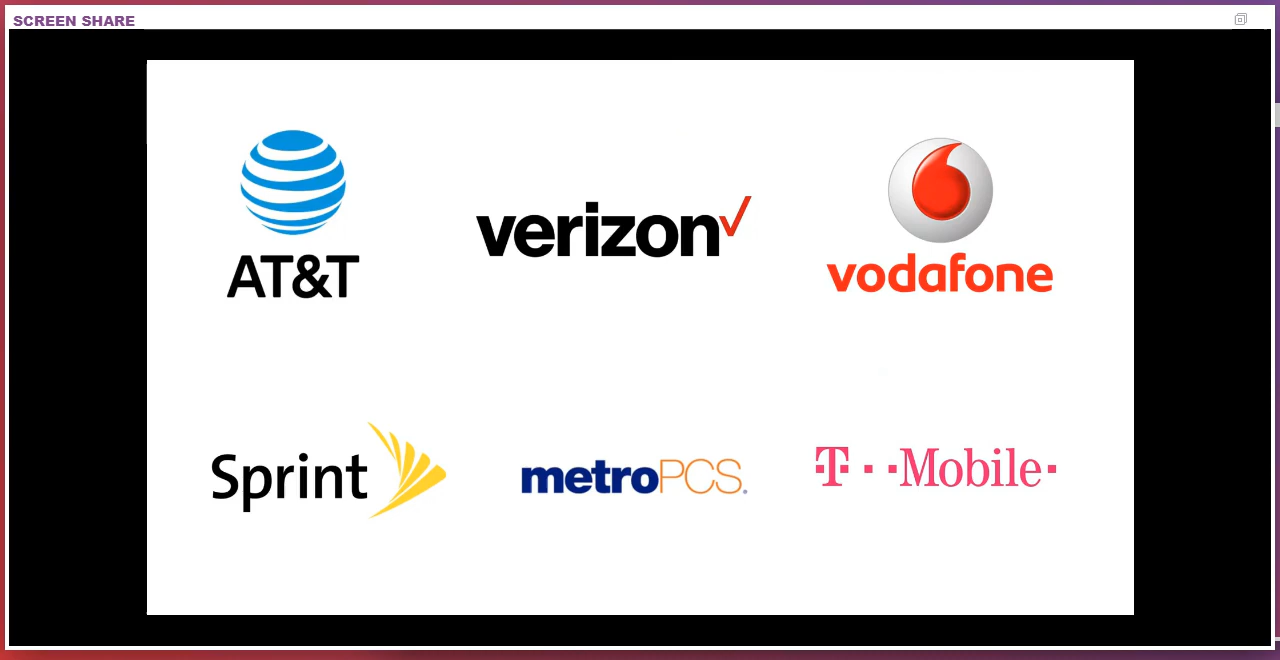 SCREEN SHARE
AT&T
verizon
vodafone
Sprint
metroPCS.
T··Mobile·